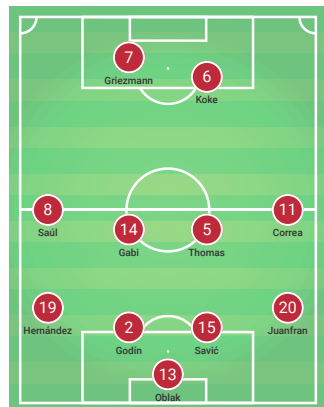 7
Griezmann
6
Koke
8
Saúl
11
Correa
14
Gabi
5
Thomas
19
Hernández
20
Juanfran
2
Godín
15
Savić
13
Oblak